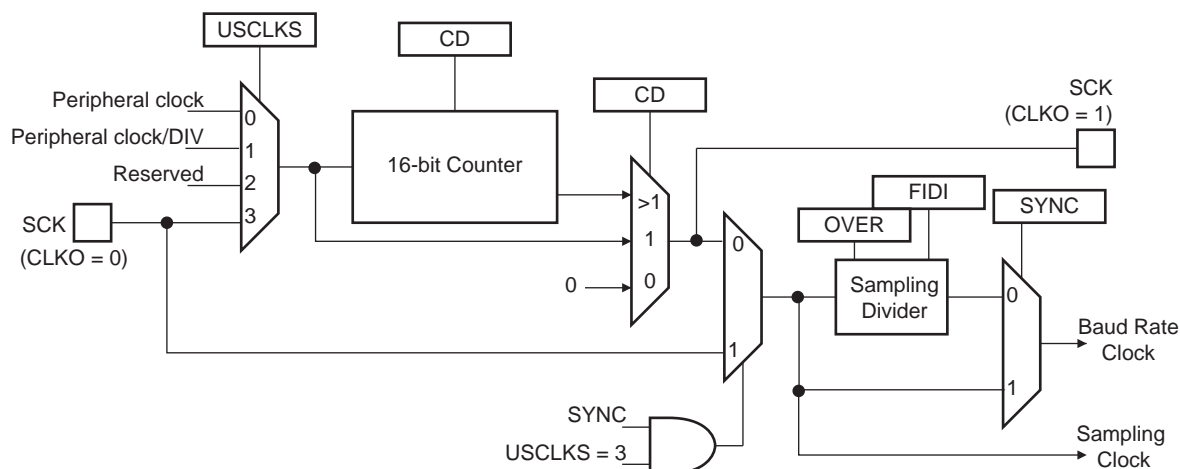 USCLKS
CD
CD
SCK
(CLKO = 1)
Peripheral clock
0
Peripheral clock/DIV
1
16-bit Counter
Reserved
2
3
SCK
(CLKO = 0)
>1
1
0
0
FIDI
OVER
SYNC
0
1
Sampling
Divider
0
1
Baud Rate
Clock
SYNC
USCLKS = 3
Sampling
Clock